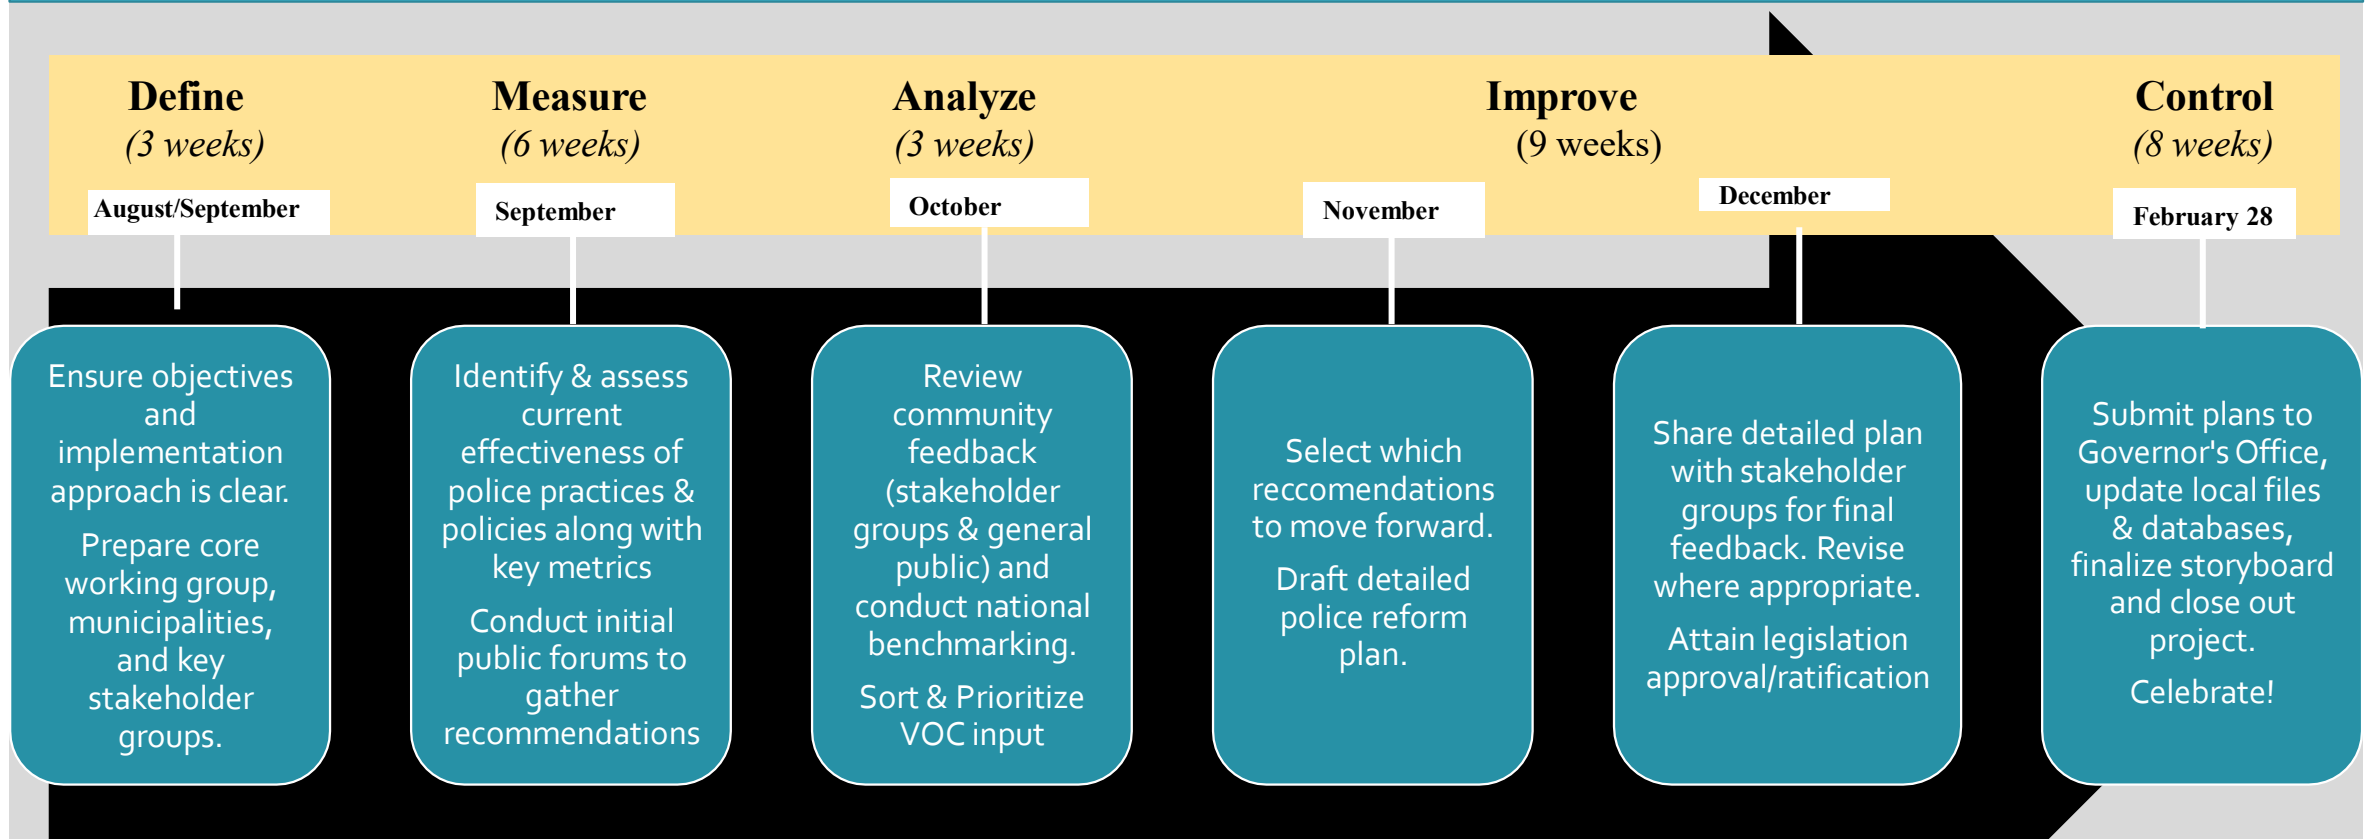 Define
(3 weeks)
August/September
Measure
(6 weeks)
September
Analyze
(3 weeks)
October
Improve
(9 weeks)
November
December
Control
(8 weeks)
February 28
Ensure objectives
and
implementation
approach is clear.
Prepare core
working group,
municipalities,
and key
stakeholder
groups.
Identify & assess
current
effectiveness of
police practices &
policies along with
key metrics
Conduct initial
public forums to
gather
recommendations
Review
community
feedback
(stakeholder
groups & general
public) and
conduct national
benchmarking.
Sort & Prioritize
VOC input
Select which
reccomendations
to move forward.
Draft detailed
police reform
plan.
Share detailed plan
with stakeholder
groups for final
feedback. Revise
where appropriate.
Attain legislation
approval/ratification
Submit plans to
Governor's Office,
update local files
& databases,
finalize storyboard
and close out
project.
Celebrate!